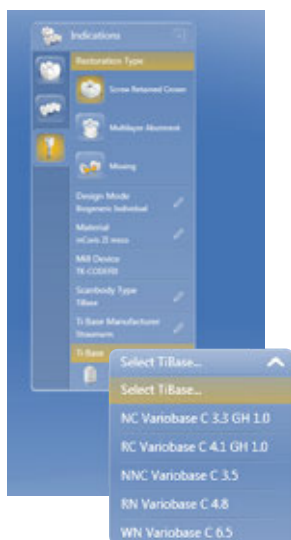 Indications
Restoration Type
Screw Retained Crown
Multilayer Abutment
Missing
Design Mode
Biogeneric Individual
Material
Mill Device
Scanbody Type
TiBase
Ti Base Manufacturer
Straumann
Ti Base
Select TiBase...
Select TiBase...
NC Variobase C 3.3 GH 1.0
RC Variobase C 4.1 GH 1.0
NNC Variobase C 3.5
RN Variobase C 4.8
WN Variobase C 6.5